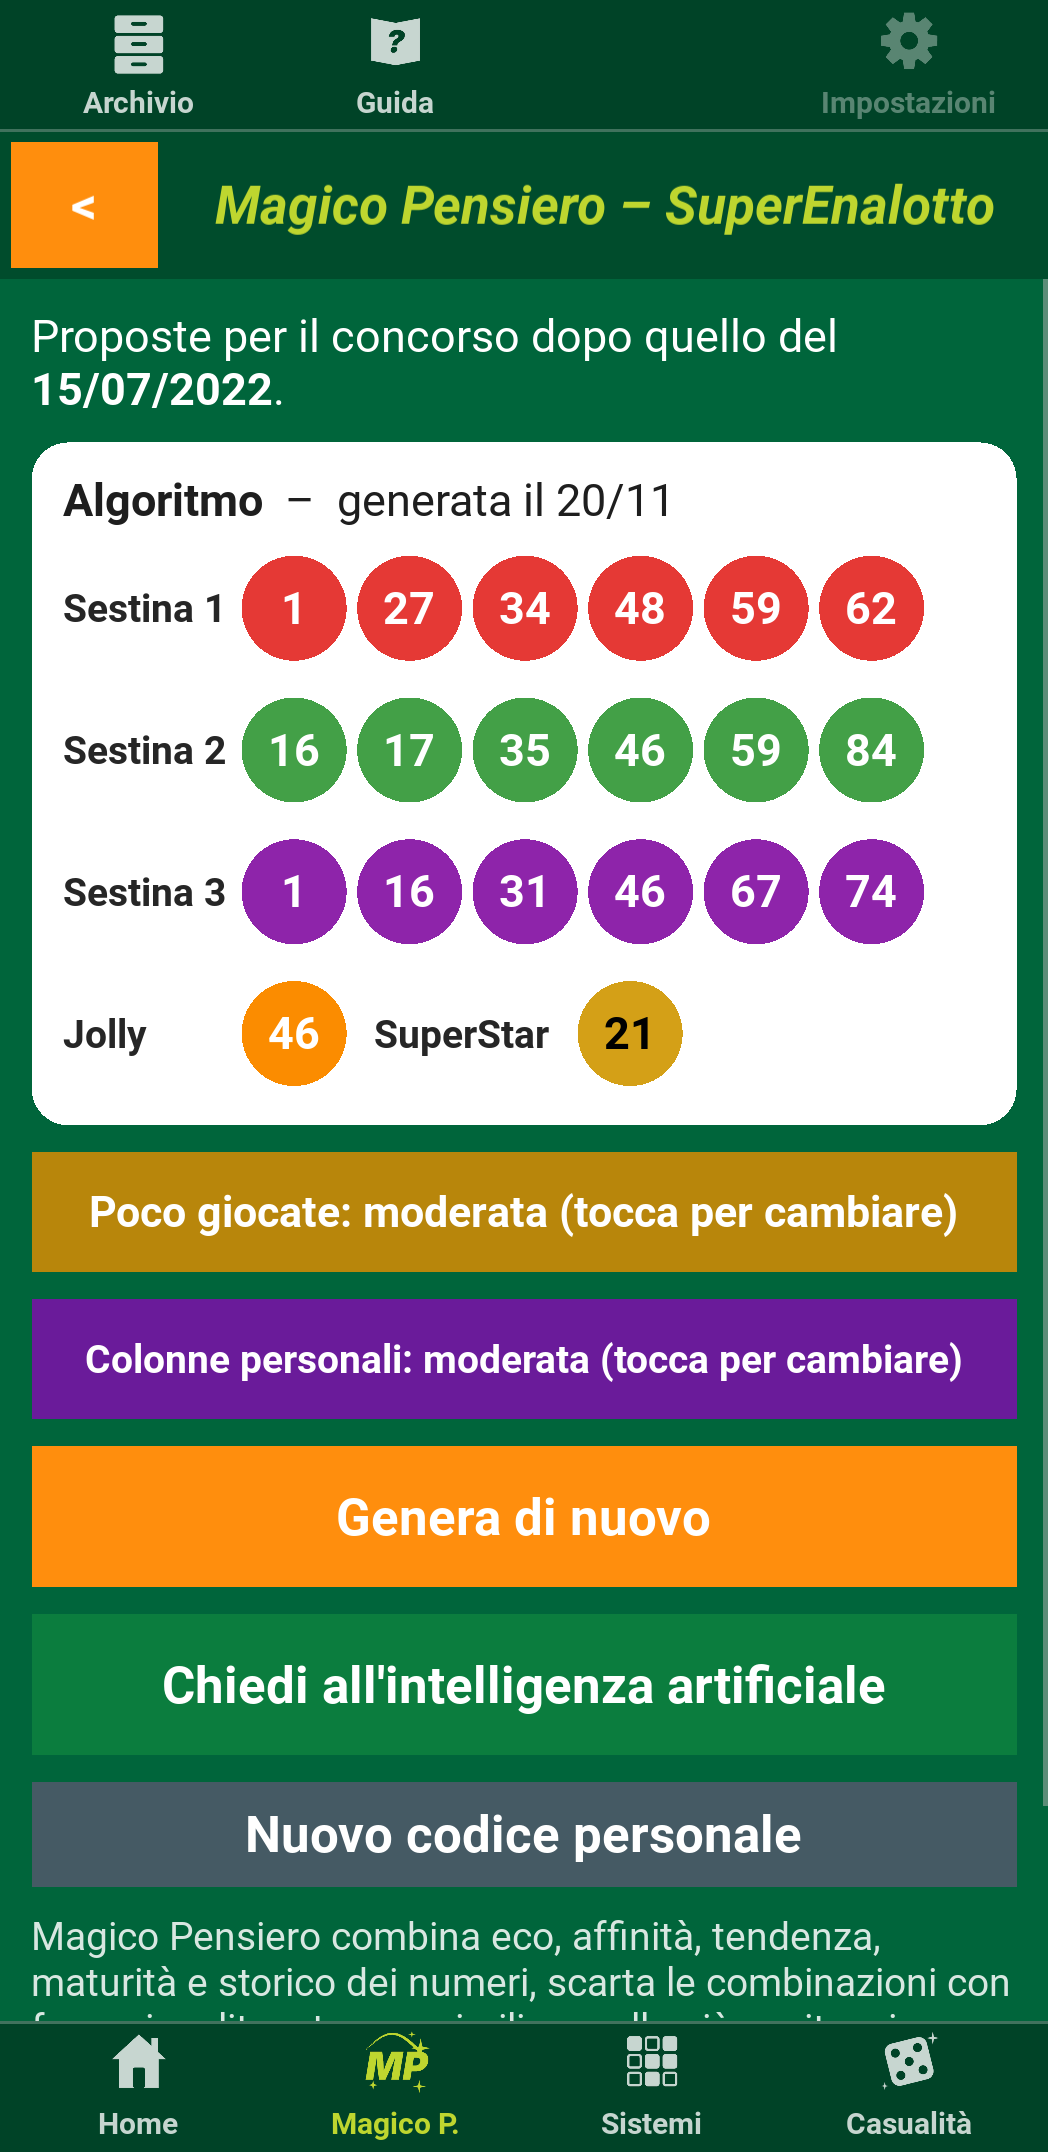 Archivio
Guida
Impostazioni
<
Magico Pensiero – SuperEnalotto
Proposte per il concorso dopo quello del
15/07/2022.
Algoritmo – generata il 20/11
Sestina 1 1 27 34 48 59 62
Sestina 2 16 17 35 46 59 84
Sestina 3 1 16 31 46 67 74
Jolly 46 SuperStar 21
Poco giocate: moderata (tocca per cambiare)
Colonne personali: moderata (tocca per cambiare)
Genera di nuovo
Chiedi all'intelligenza artificiale
Nuovo codice personale
Magico Pensiero combina eco, affinità, tendenza,
maturità e storico dei numeri, scarta le combinazioni con
MP
Home
Magico P.
Sistemi
Casualità